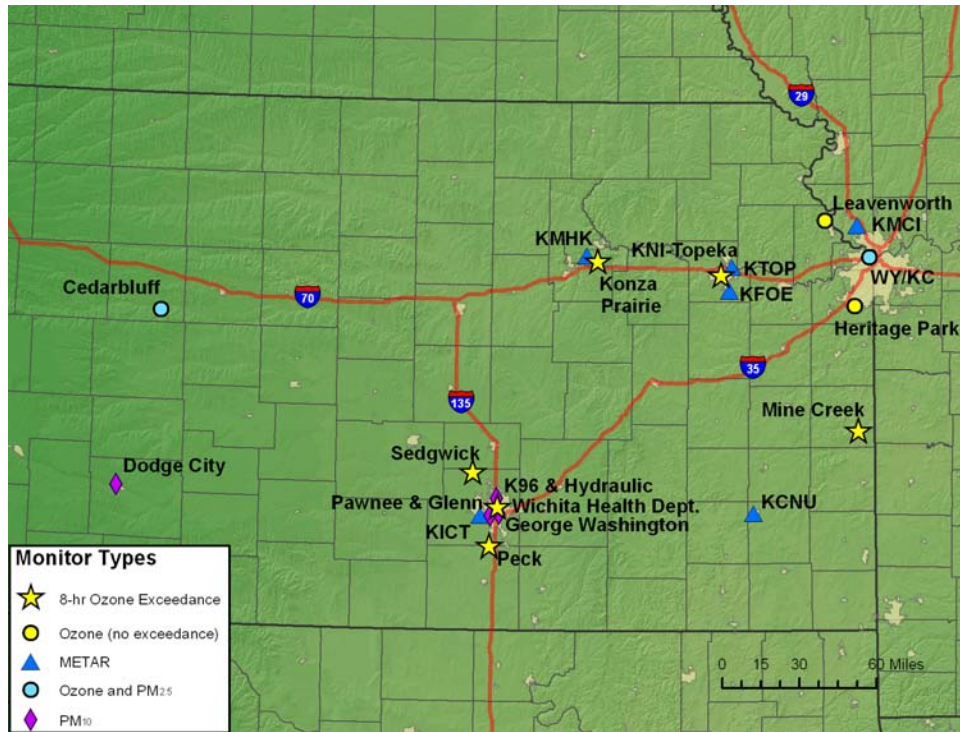 29
Leavenworth
KMCI
KMHK
KNI-Topeka
KTOP
WY/KC
Konza
Prairie
KFOE
Cedarbluff
70
Heritage Park
35
135
Mine Creek
Sedgwick
Dodge City
K96 & Hydraulic
Pawnee & Glenn
Wichita Health Dept.
KCNU
KICT
George Washington
Peck
Monitor Types
8-hr Ozone Exceedance
Ozone (no exceedance)
METAR
Ozone and PM2.5
PM10
0 15 30 60 Miles